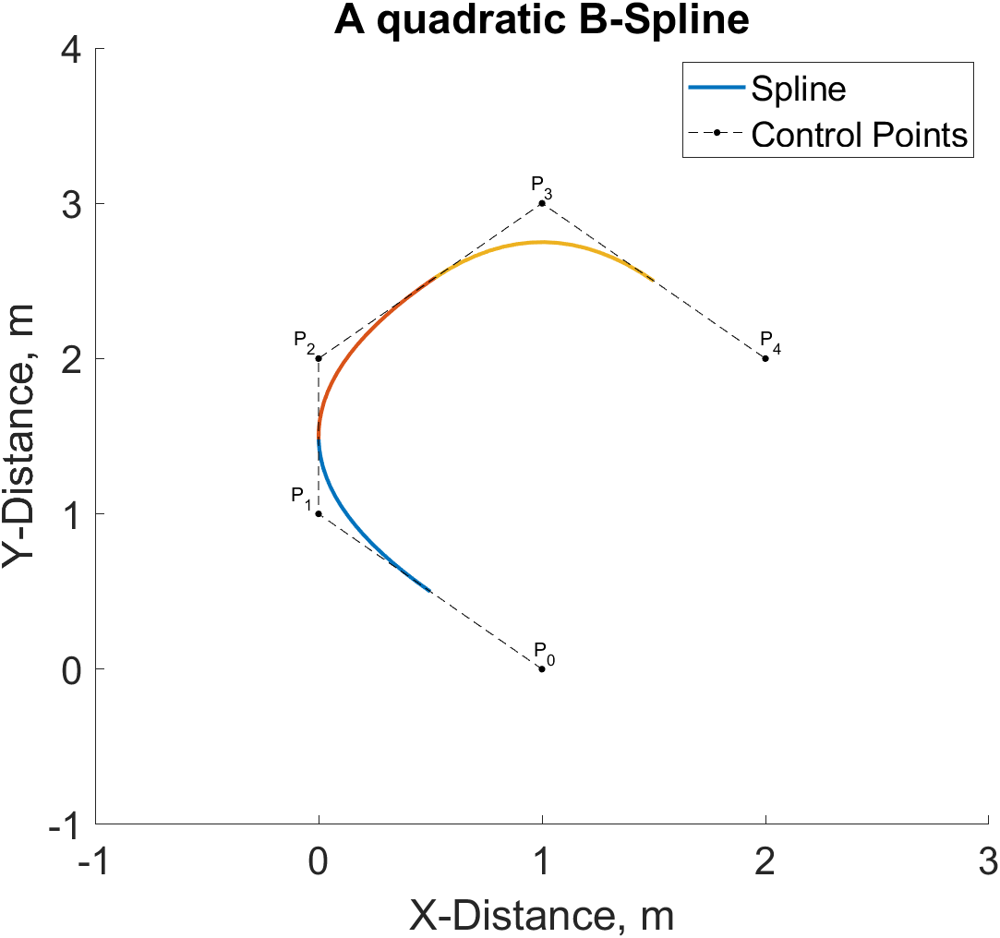 A quadratic B-Spline
Spline
Control Points
4
3
2
1
0
-1
Y-Distance, m
P3
P2
P4
P1
P0
-1
0
1
2
3
X-Distance, m